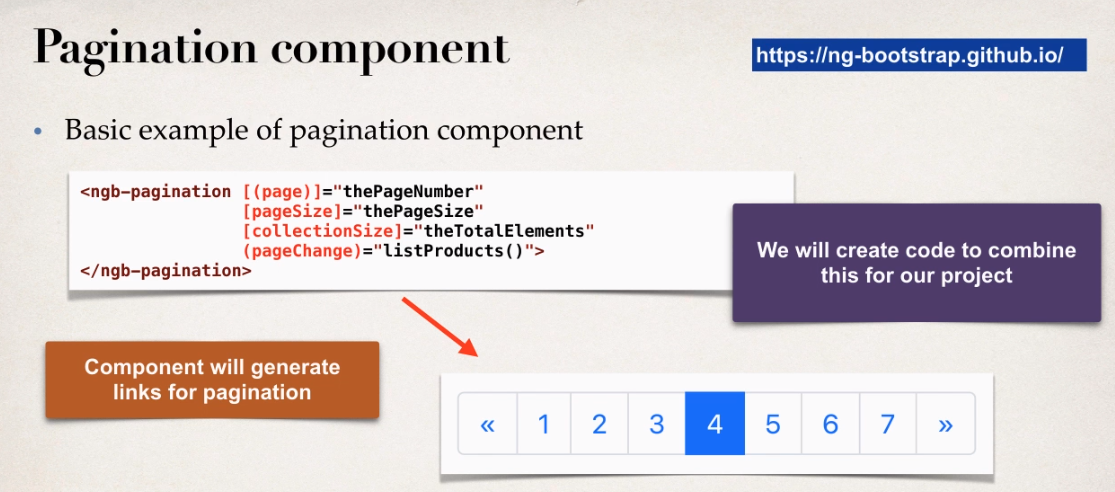 Pagination component
https://ng-bootstrap.github.io/
• Basic example of pagination component
<ngb-pagination [(page)]="thePageNumber"
[pageSize]="thePageSize"
[collectionSize]="theTotalElements"
(pageChange)="listProducts()">
</ngb-pagination>
We will create code to combine
this for our project
Component will generate
links for pagination
« 1 2 3 4 5 6 7 »